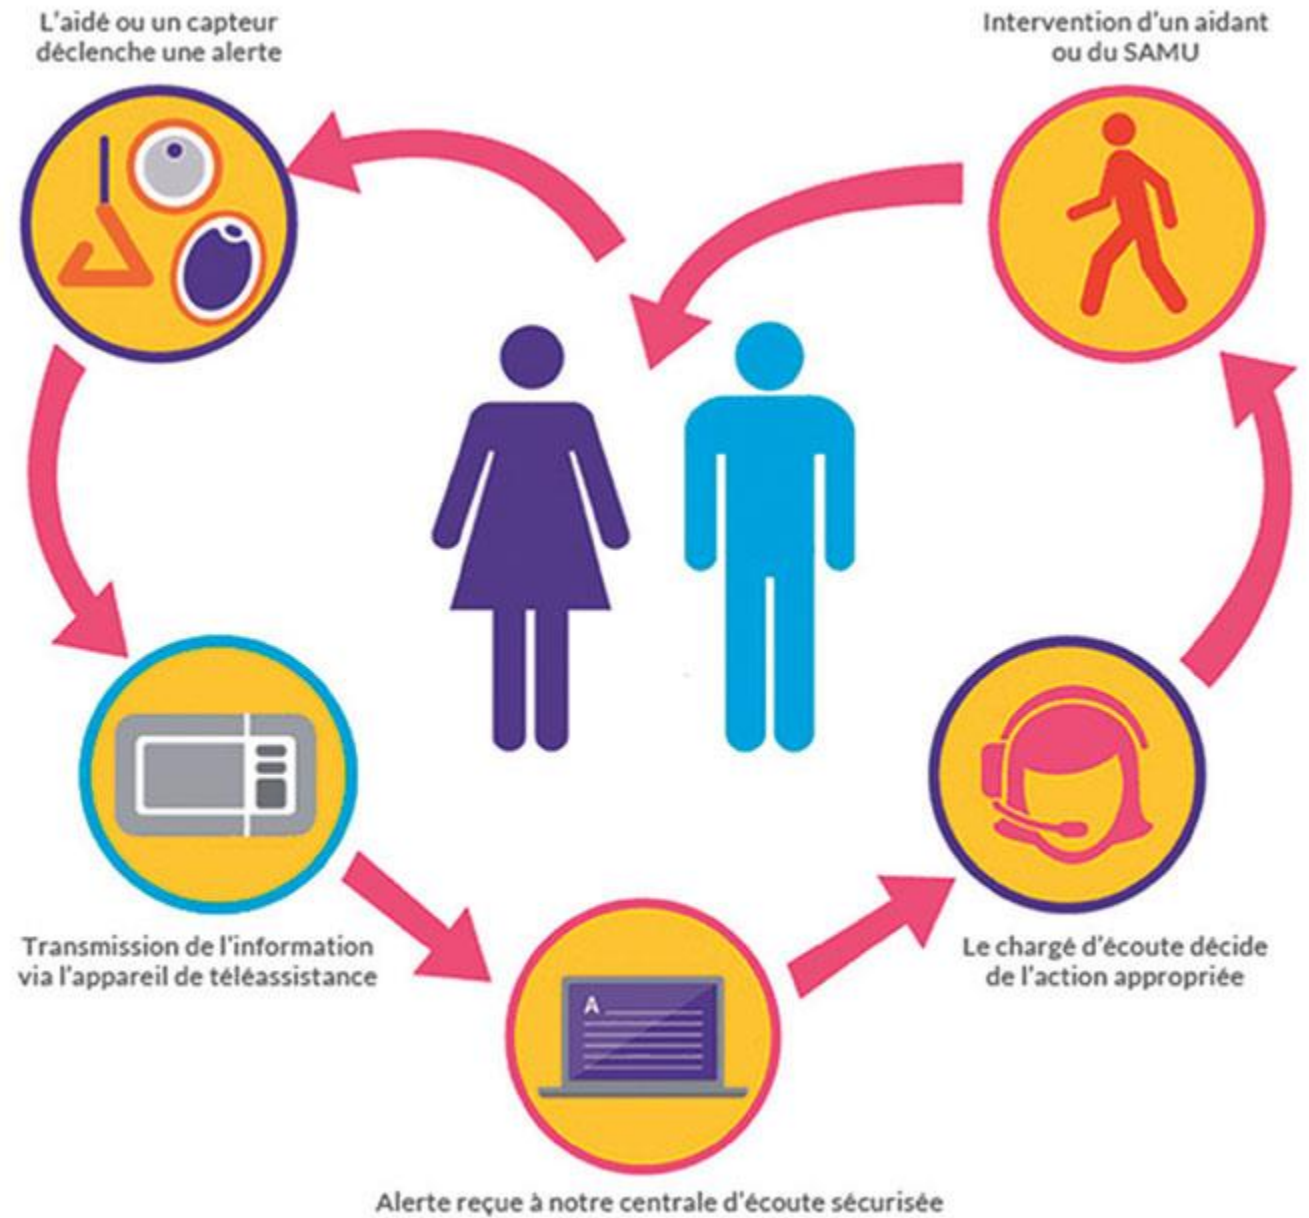 L'aidé ou un capteur
déclenche une alerte
Intervention d'un aidant
ou du SAMU
Transmission de l'information
via l'appareil de téléassistance
Le chargé d'écoute décide
de l'action appropriée
A
Alerte reçue à notre centrale d'écoute sécurisée